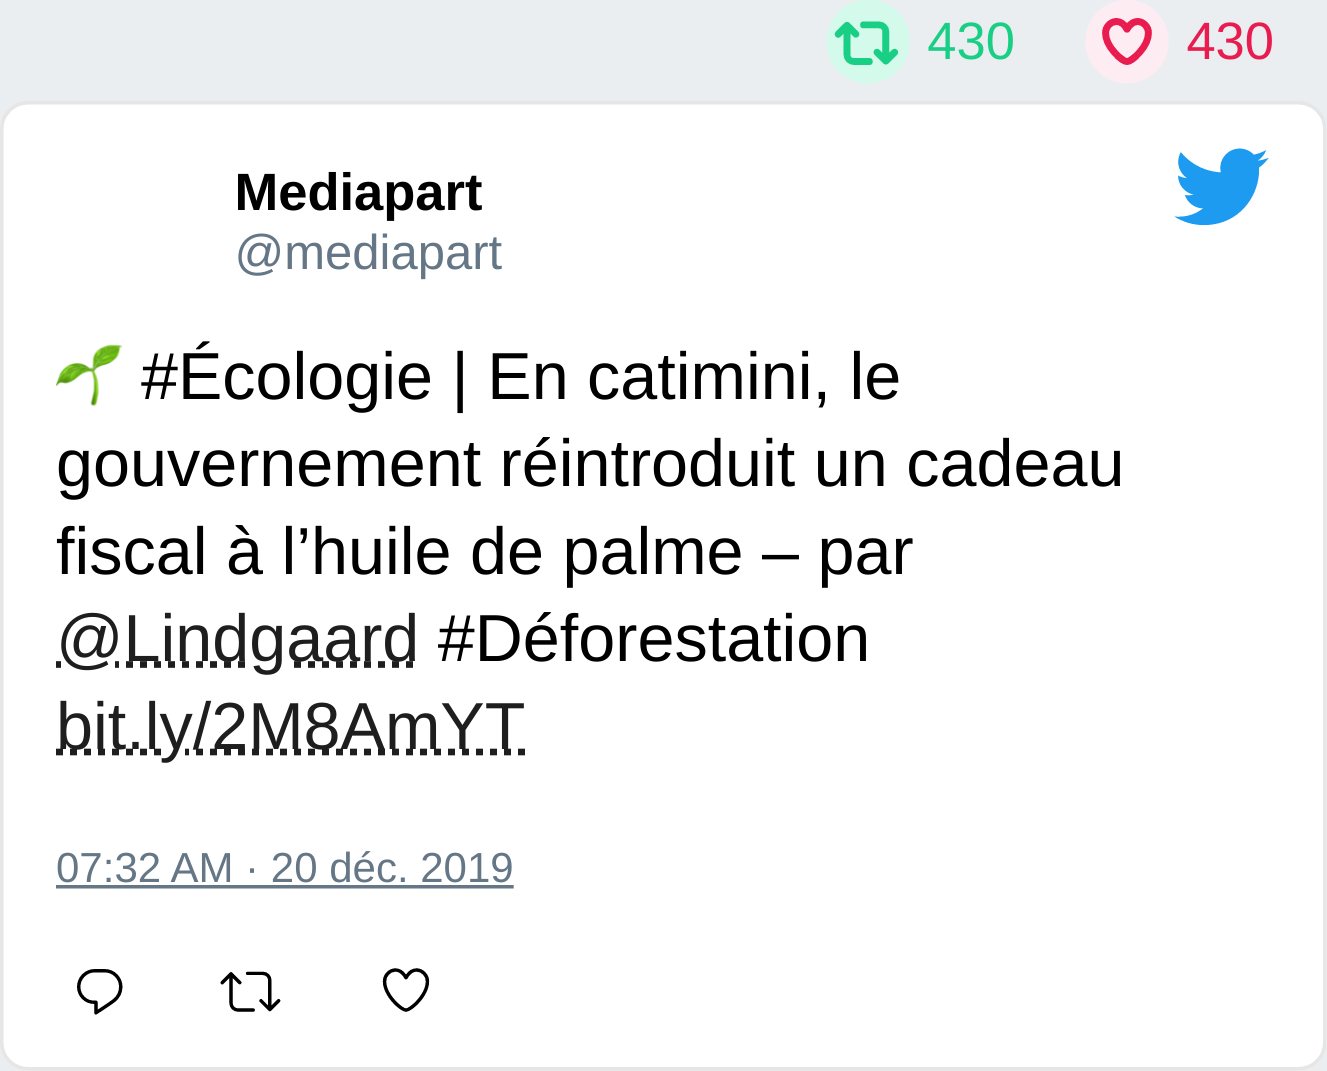 430 430
Mediapart
@mediapart
🌱 #Écologie | En catimini, le
gouvernement réintroduit un cadeau
fiscal à l’huile de palme – par
@Lindgaard #Déforestation
bit.ly/2M8AmYT
07:32 AM · 20 déc. 2019